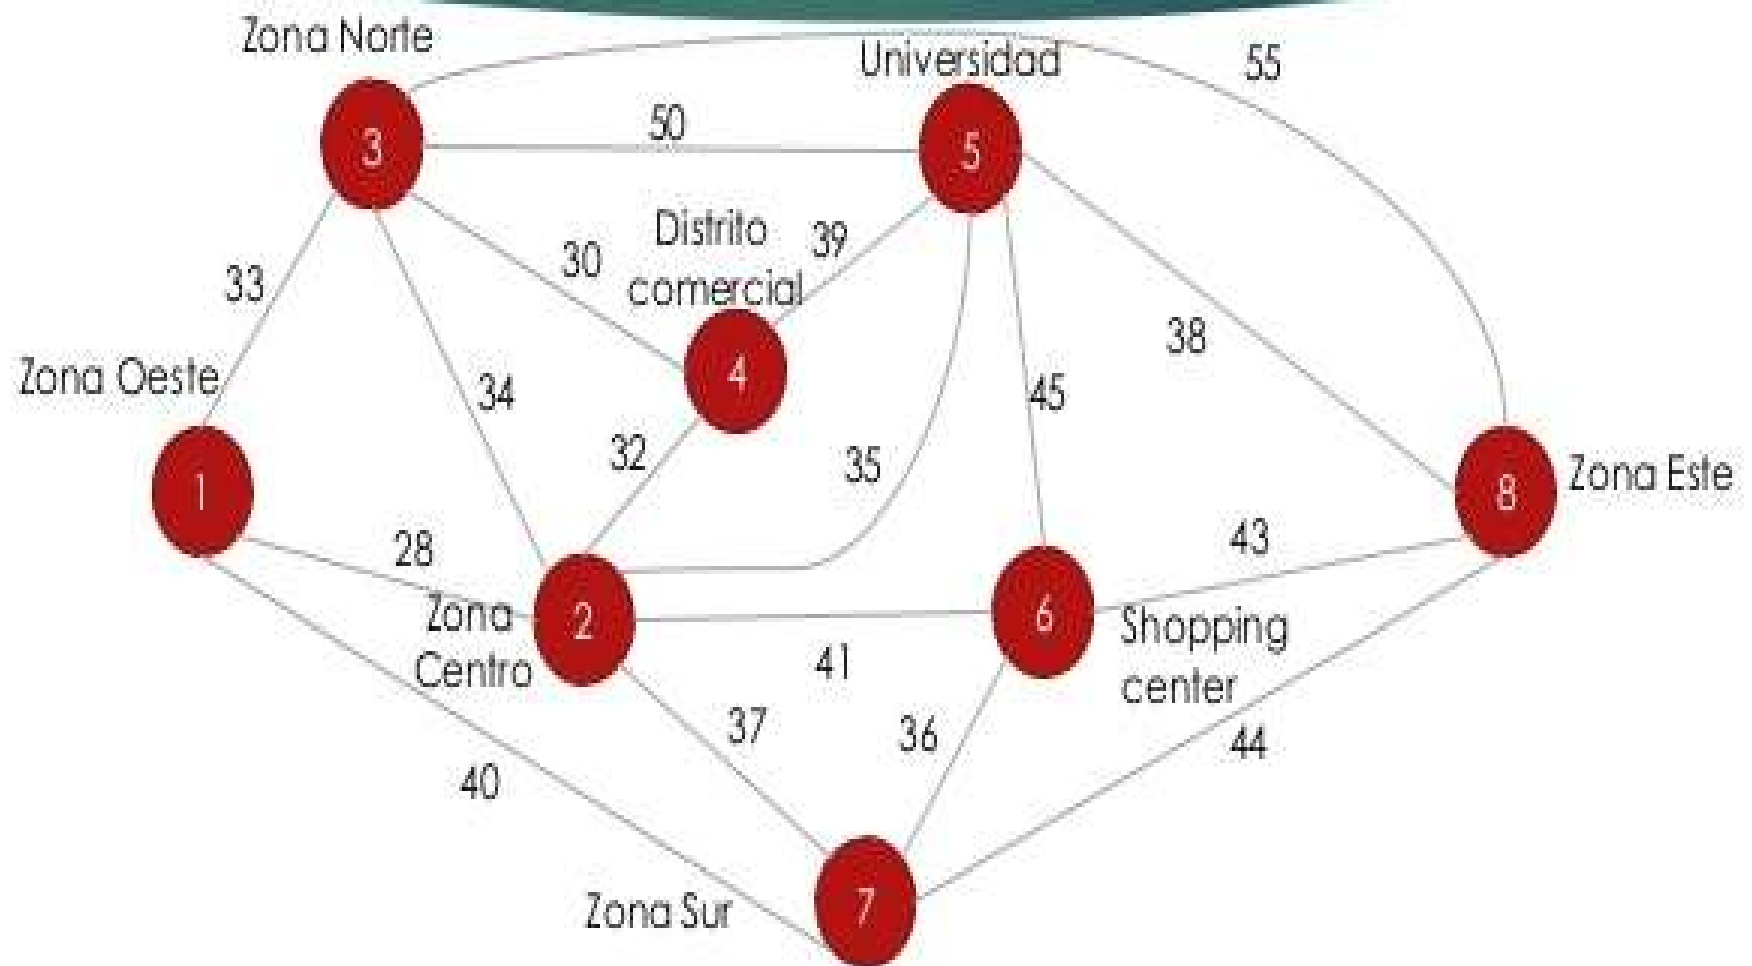 Zona Norte
Universidad
55
3
50
5
Distrito
comercial
39
30
33
38
Zona Oeste
4
34
45
32
35
1
8
Zona Este
28
43
Zona
Centro
2
6
Shopping
center
41
37
36
44
40
7
Zona Sur